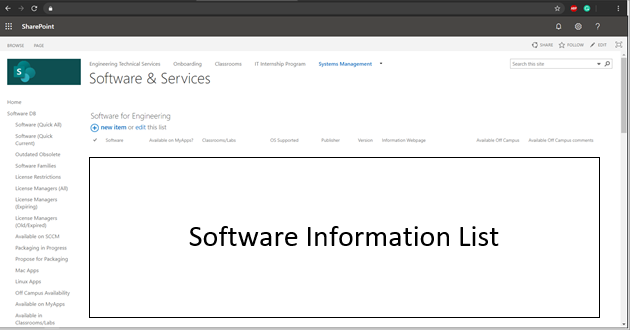 SharePoint
BROWSE PAGE
SHARE FOLLOW EDIT
Engineering Technical Services Onboarding Classrooms IT Internship Program Systems Management
Search this site
Software & Services
Home
Software DB
Software (Quick All)
Software (Quick
Current)
Outdated Obsolete
Software Families
License Restrictions
License Managers (All)
License Managers
(Expiring)
License Managers
(Old/Expired)
Available on SCCM
Packaging in Progress
Propose for Packaging
Mac Apps
Linux Apps
Off Campus Availability
Available on MyApps
Available in
Classrooms/Labs
Software for Engineering
new item or edit this list
Software Available on MyApps? Classrooms/Labs OS Supported Publisher Version Information Webpage Available Off Campus Available Off Campus comments
Software Information List